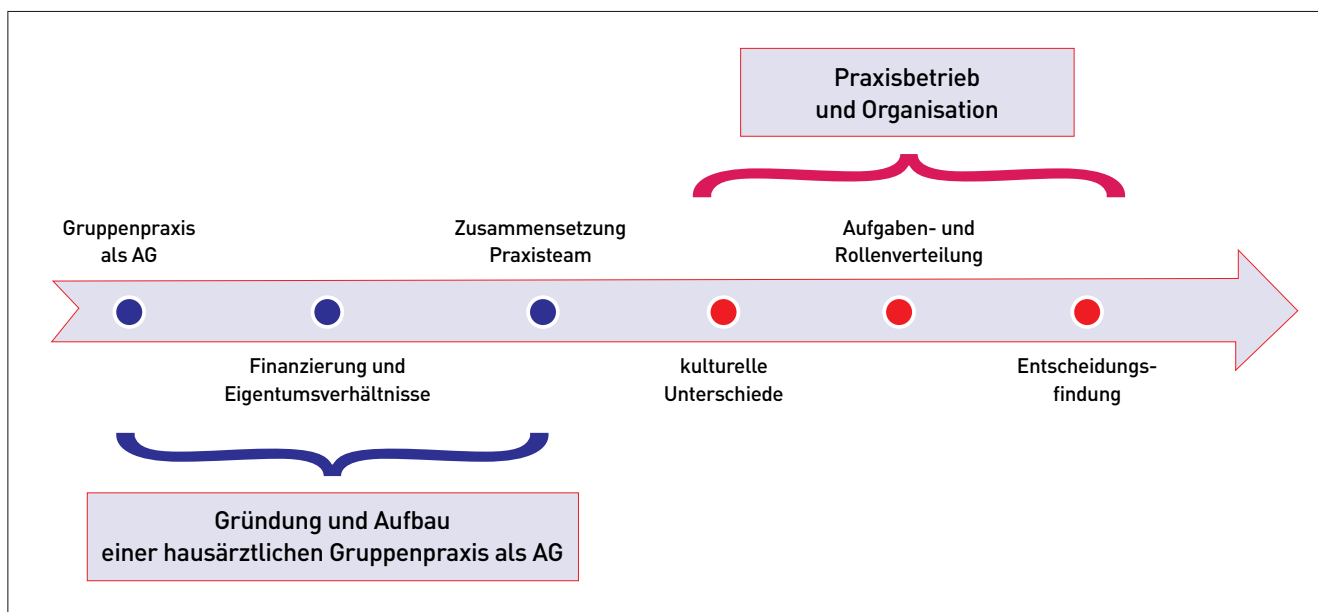 Praxisbetrieb
und Organisation
Gruppenpraxis
als AG
Zusammensetzung
Praxisteam
Aufgaben- und
Rollenverteilung
Finanzierung und
Eigentumsverhältnisse
kulturelle
Unterschiede
Entscheidungs-
findung
Gründung und Aufbau
einer hausärztlichen Gruppenpraxis als AG